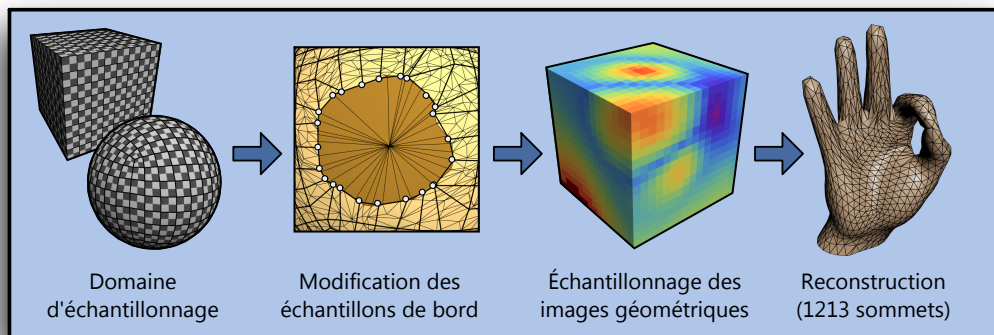 Domaine
d'échantillonnage
Modification des
échantillons de bord
Échantillonnage des
images géométriques
Reconstruction
(1213 sommets)